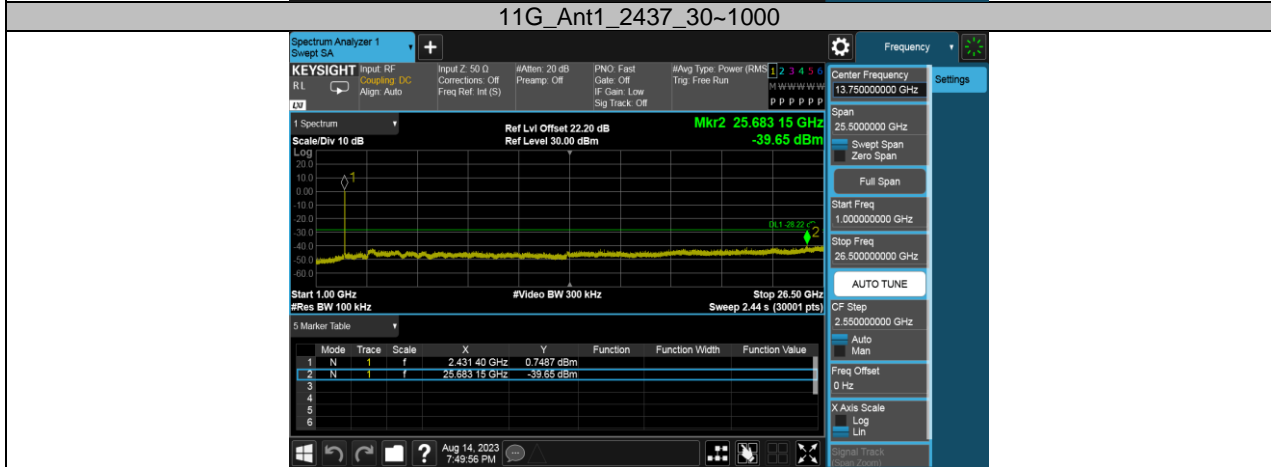 11G_Ant1_2437_30~1000
Spectrum Analyzer 1
Swept SA
+
Frequency
KEYSIGHT Input: RF Input Z: 50 Ω #Atten: 20 dB PNO: Fast #Avg Type: Power (RMS 1 2 3 4 5 6
RL Coupling: DC Corrections: Off Preamp: Off Gate: Off Trig: Free Run M W W W W W
Align: Auto Freq Ref: Int (S) IF Gain: Low
LXI Sig Track: Off P P P P P P
1 Spectrum
Ref Lvl Offset 22.20 dB Mkr2 25.683 15 GHz
Scale/Div 10 dB Ref Level 30.00 dBm -39.65 dBm
Log
20.0
10.0
1
0.00
-10.0
-20.0
DL1 -28.22
-30.0
2
-40.0
-50.0
-60.0
Start 1.00 GHz #Video BW 300 kHz Stop 26.50 GHz
#Res BW 100 kHz Sweep 2.44 s (30001 pts)
5 Marker Table
Mode Trace Scale X Y Function Function Width Function Value
1 N 1 f 2.431 40 GHz 0.7487 dBm
2 N 1 f 25.683 15 GHz -39.65 dBm
3
4
5
6
Aug 14, 2023
7:49:56 PM
Center Frequency
13.750000000 GHz
Settings
Span
25.5000000 GHz
Swept Span
Zero Span
Full Span
Start Freq
1.000000000 GHz
Stop Freq
26.500000000 GHz
AUTO TUNE
CF Step
2.550000000 GHz
Auto
Man
Freq Offset
0 Hz
X Axis Scale
Log
Lin
Signal Track
(Span Zoom)